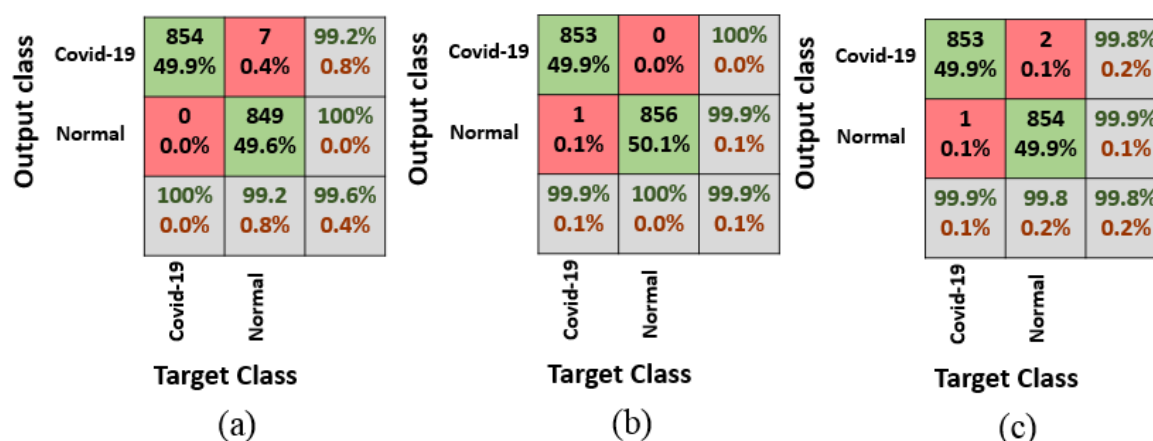 Output class
Covid-19
854 7 99.2%
49.9% 0.4% 0.8%
Normal
0 849 100%
0.0% 49.6% 0.0%
100% 99.2 99.6%
0.0% 0.8% 0.4%
Covid-19
Normal
Target Class
(a)
Output class
Covid-19
853 0 100%
49.9% 0.0% 0.0%
Normal
1 856 99.9%
0.1% 50.1% 0.1%
99.9% 100% 99.9%
0.1% 0.0% 0.1%
Covid-19
Normal
Target Class
(b)
Output class
Covid-19
853 2 99.8%
49.9% 0.1% 0.2%
Normal
1 854 99.9%
0.1% 49.9% 0.1%
99.9% 99.8 99.8%
0.1% 0.2% 0.2%
Covid-19
Normal
Target Class
(c)